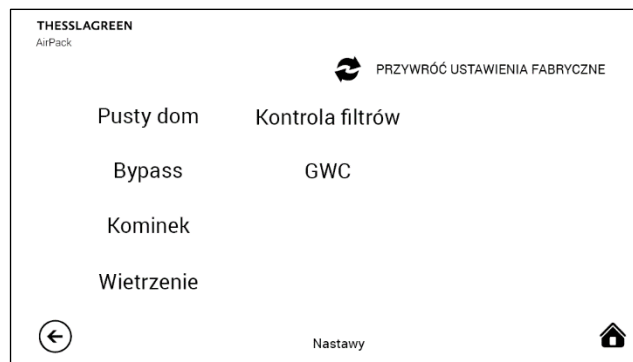 THESSLAGREEN
AirPack
PRZYWRÓĆ USTAWIENIA FABRYCZNE
Pusty dom
Kontrola filtrów
Bypass
GWC
Kominek
Wietrzenie
Nastawy